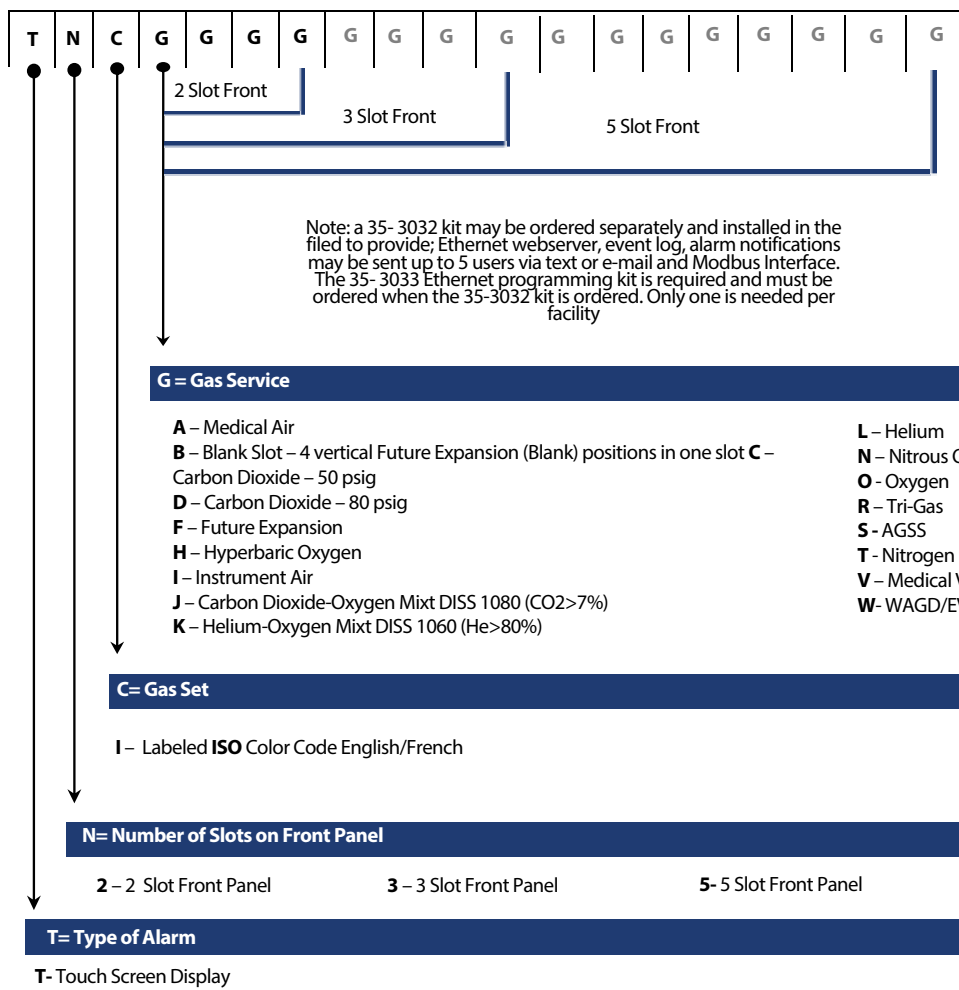 T N C G G G G G G G G G G G G G G G G
2 Slot Front
3 Slot Front
5 Slot Front
Note: a 35- 3032 kit may be ordered separately and installed in the
filed to provide; Ethernet webserver, event log, alarm notifications
may be sent up to 5 users via text or e-mail and Modbus Interface.
The 35- 3033 Ethernet programming kit is required and must be
ordered when the 35-3032 kit is ordered. Only one is needed per
facility
G = Gas Service
A – Medical Air
B – Blank Slot – 4 vertical Future Expansion (Blank) positions in one slot C –
Carbon Dioxide – 50 psig
D – Carbon Dioxide – 80 psig
F – Future Expansion
H – Hyperbaric Oxygen
I – Instrument Air
J – Carbon Dioxide-Oxygen Mixt DISS 1080 (CO2>7%)
K – Helium-Oxygen Mixt DISS 1060 (He>80%)
L – Helium
N – Nitrous
O - Oxygen
R – Tri-Gas
S - AGSS
T - Nitrogen
V – Medical
W- WAGD/
C= Gas Set
I – Labeled ISO Color Code English/French
N= Number of Slots on Front Panel
2 – 2 Slot Front Panel
3 – 3 Slot Front Panel
5- 5 Slot Front Panel
T= Type of Alarm
T- Touch Screen Display